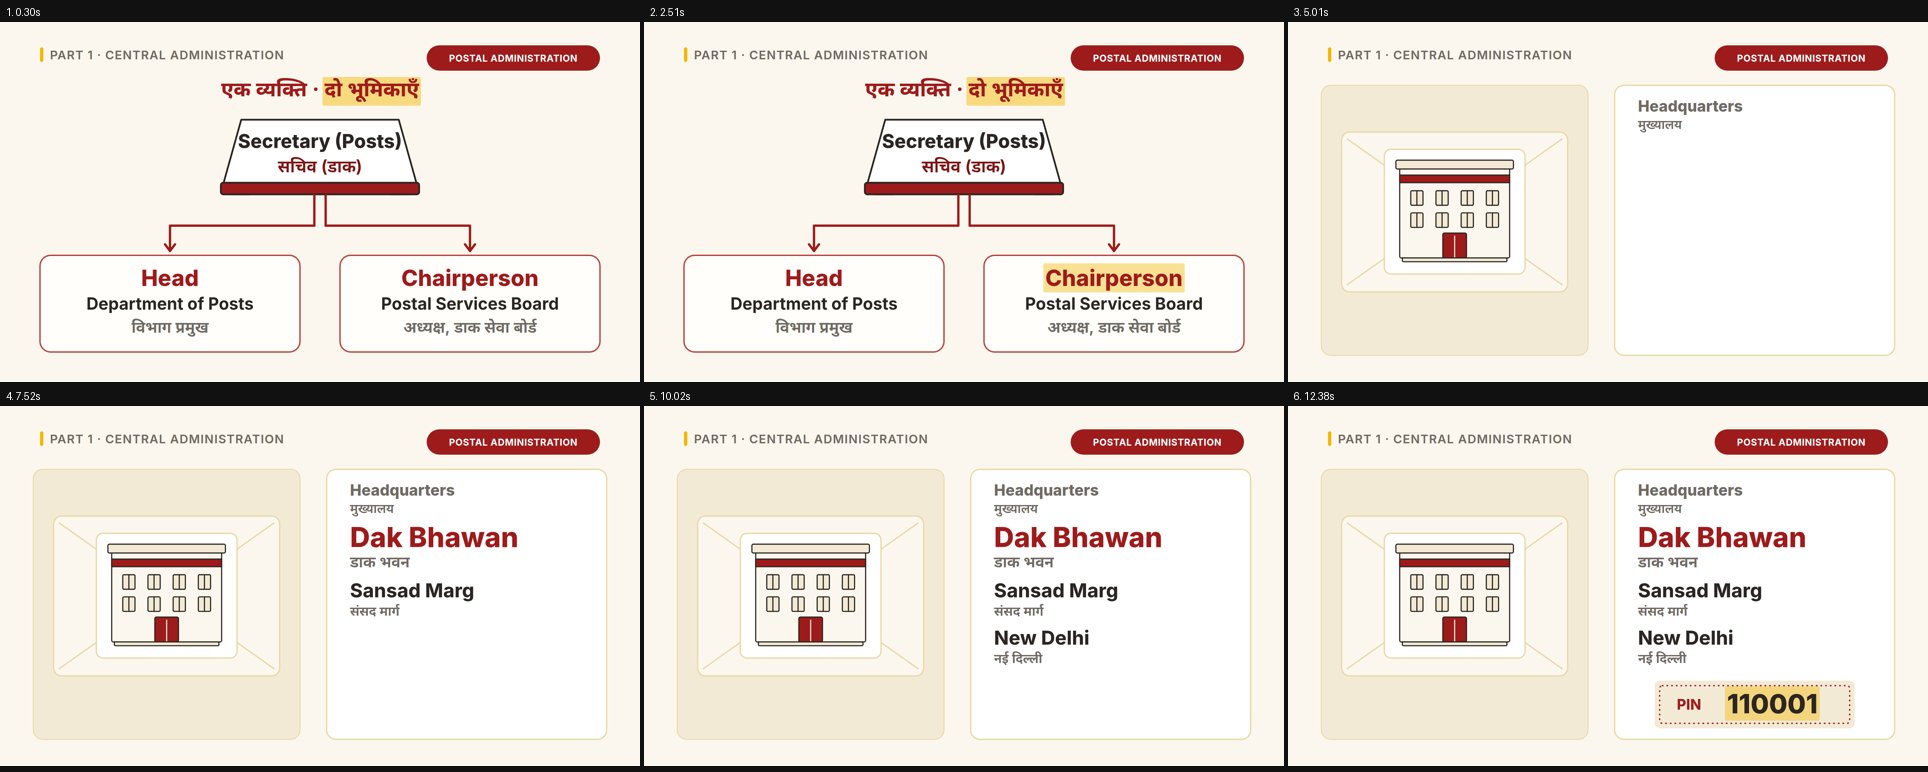 1. 0.30s
PART 1 · CENTRAL ADMINISTRATION
POSTAL ADMINISTRATION
एक व्यक्ति · दो भूमिकाएँ
Secretary (Posts)
सचिव (डाक)
Head
Department of Posts
विभाग प्रमुख
Chairperson
Postal Services Board
अध्यक्ष, डाक सेवा बोर्ड
2. 2.51s
PART 1 · CENTRAL ADMINISTRATION
POSTAL ADMINISTRATION
एक व्यक्ति · दो भूमिकाएँ
Secretary (Posts)
सचिव (डाक)
Head
Department of Posts
विभाग प्रमुख
Chairperson
Postal Services Board
अध्यक्ष, डाक सेवा बोर्ड
3. 5.01s
PART 1 · CENTRAL ADMINISTRATION
POSTAL ADMINISTRATION
Headquarters
मुख्यालय
4. 7.52s
PART 1 · CENTRAL ADMINISTRATION
POSTAL ADMINISTRATION
Headquarters
मुख्यालय
Dak Bhawan
डाक भवन
Sansad Marg
संसद मार्ग
5. 10.02s
PART 1 · CENTRAL ADMINISTRATION
POSTAL ADMINISTRATION
Headquarters
मुख्यालय
Dak Bhawan
डाक भवन
Sansad Marg
संसद मार्ग
New Delhi
नई दिल्ली
6. 12.38s
PART 1 · CENTRAL ADMINISTRATION
POSTAL ADMINISTRATION
Headquarters
मुख्यालय
Dak Bhawan
डाक भवन
Sansad Marg
संसद मार्ग
New Delhi
नई दिल्ली
PIN 110001